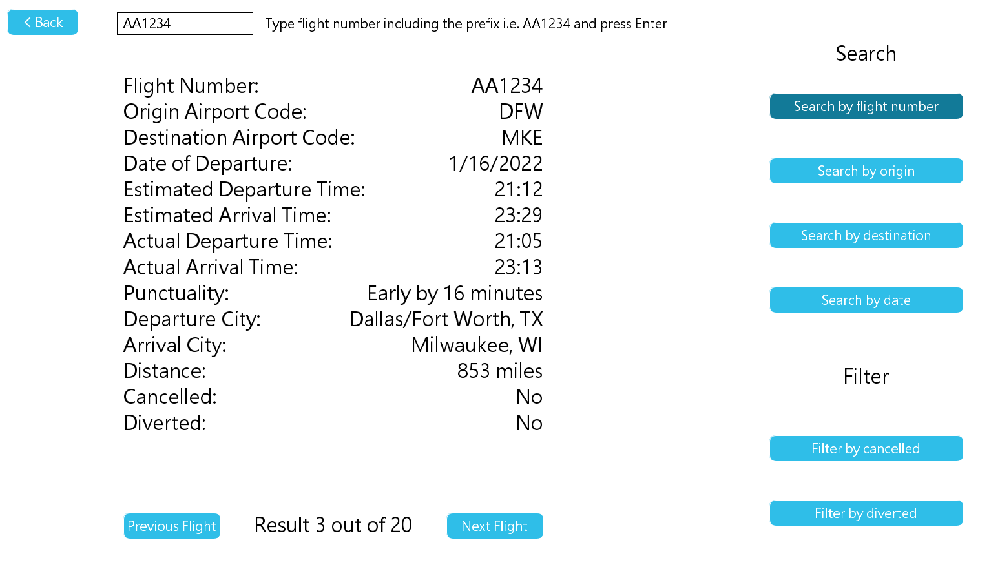 < Back
AA1234
Type flight number including the prefix i.e. AA1234 and press Enter
Flight Number: AA1234
Origin Airport Code: DFW
Destination Airport Code: MKE
Date of Departure: 1/16/2022
Estimated Departure Time: 21:12
Estimated Arrival Time: 23:29
Actual Departure Time: 21:05
Actual Arrival Time: 23:13
Punctuality: Early by 16 minutes
Departure City: Dallas/Fort Worth, TX
Arrival City: Milwaukee, WI
Distance: 853 miles
Cancelled: No
Diverted: No
Previous Flight
Result 3 out of 20
Next Flight
Search
Search by flight number
Search by origin
Search by destination
Search by date
Filter
Filter by cancelled
Filter by diverted